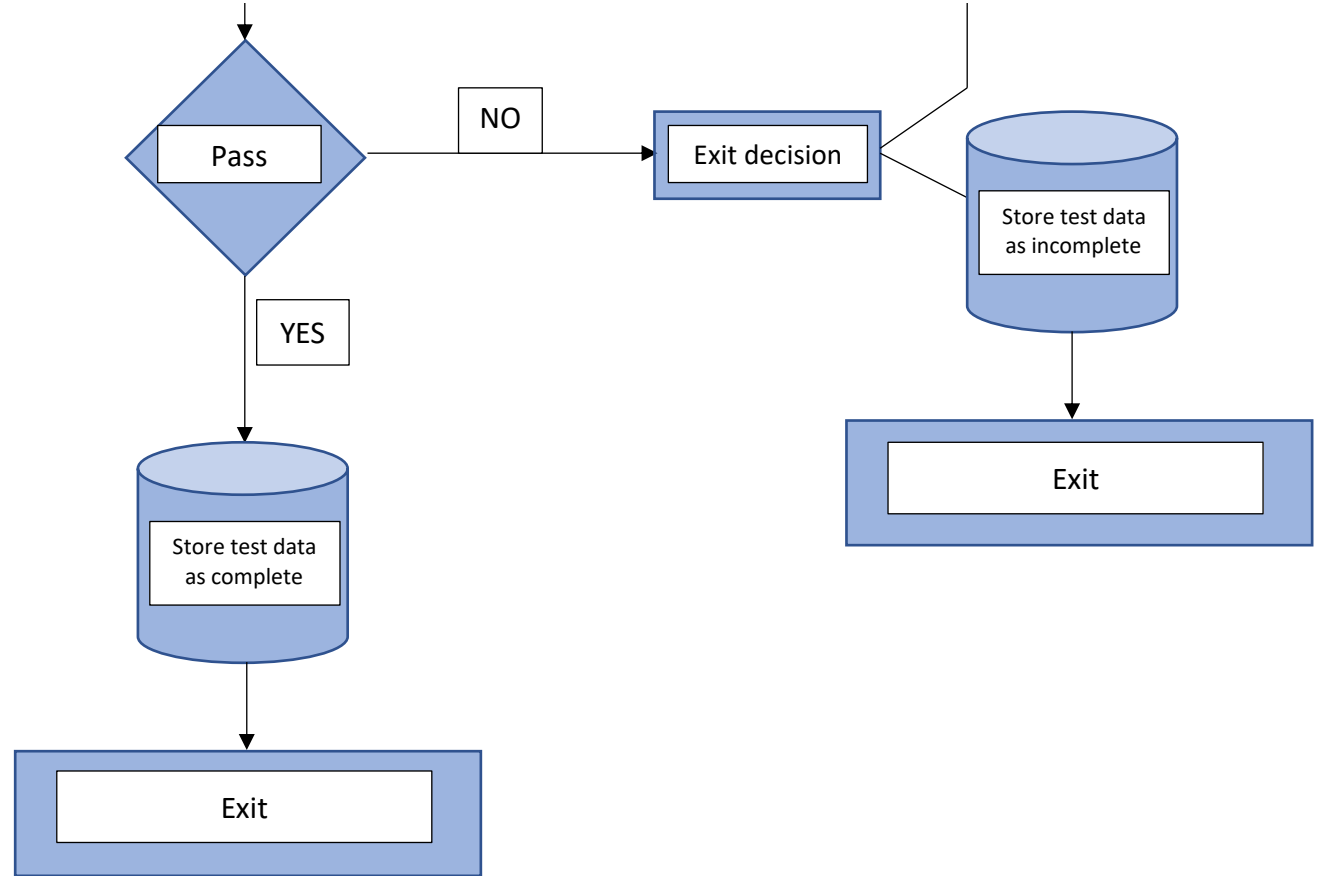 NO
Pass
Exit decision
Store test data
as incomplete
YES
Exit
Store test data
as complete
Exit